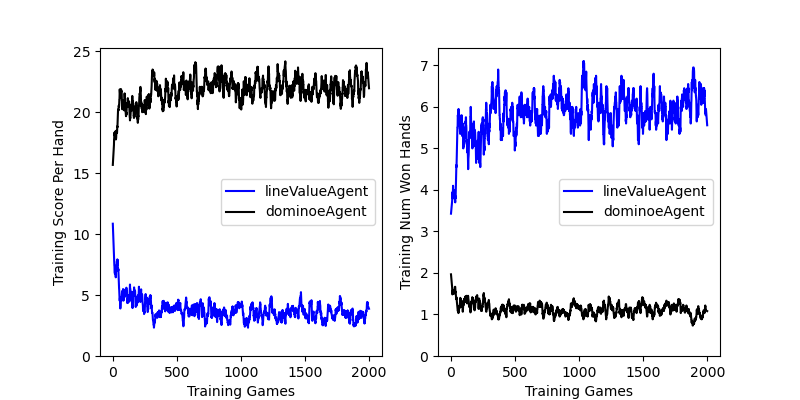 Training Score Per Hand
25
20
15
10
5
0
0 500 1000 1500 2000
Training Games
lineValueAgent
dominoeAgent
Training Num Won Hands
7
6
5
4
3
2
1
0
0 500 1000 1500 2000
Training Games
lineValueAgent
dominoeAgent